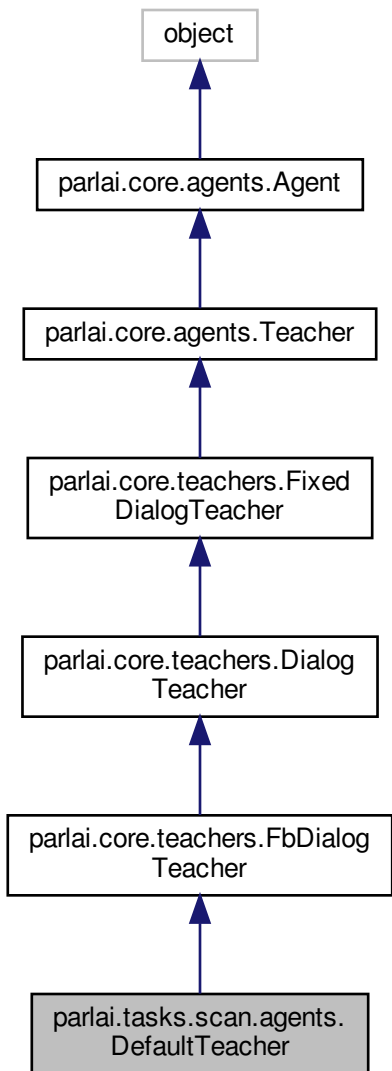 object
parlai.core.agents.Agent
parlai.core.agents.Teacher
parlai.core.teachers.Fixed
DialogTeacher
parlai.core.teachers.Dialog
Teacher
parlai.core.teachers.FbDialog
Teacher
parlai.tasks.scan.agents.
DefaultTeacher